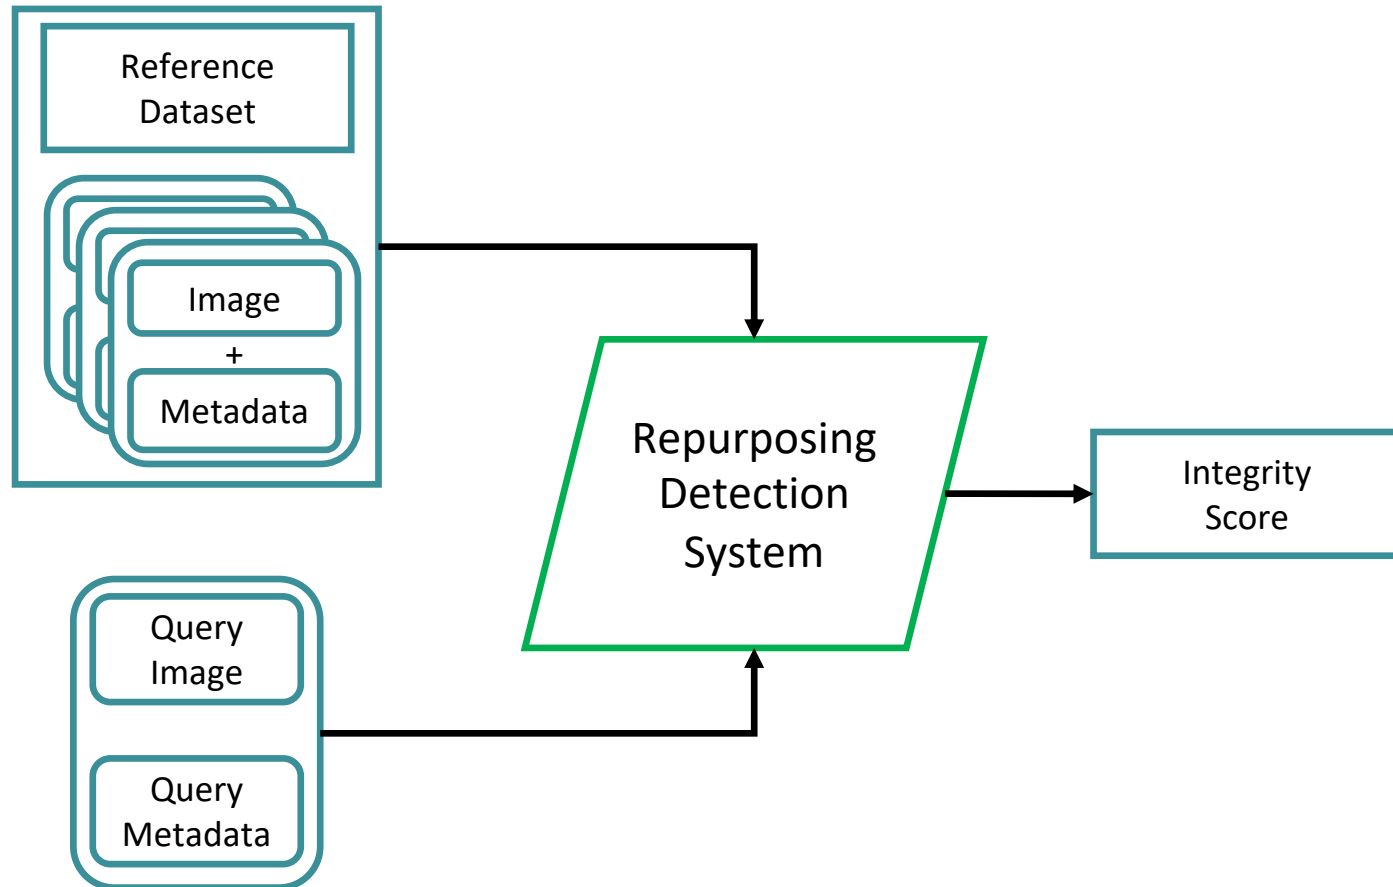 Reference
Dataset
Image
+
Metadata
Query
Image
Query
Metadata
Repurposing
Detection
System
Integrity
Score